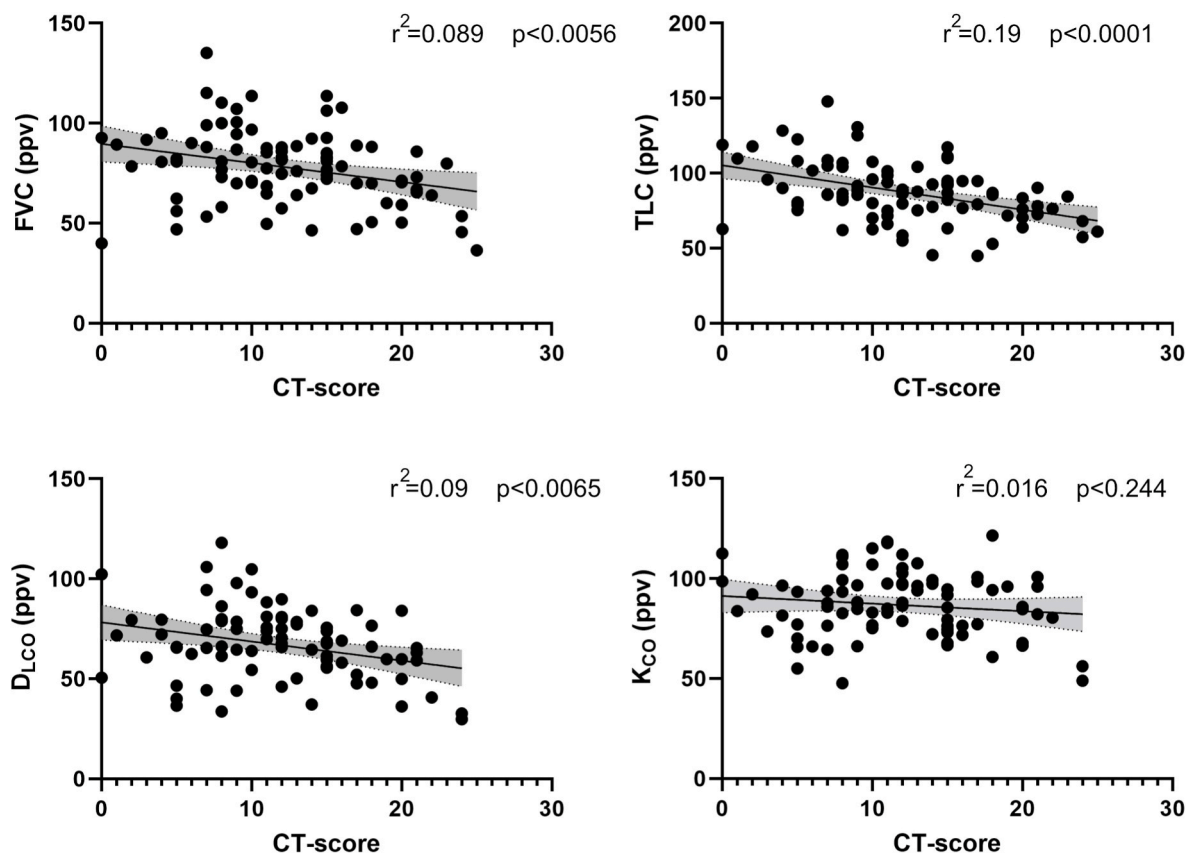 r2=0.089 p<0.0056
150
100
50
0
FVC (ppv)
0 10 20 30
CT-score
r2=0.19 p<0.0001
200
150
100
50
0
TLC (ppv)
0 10 20 30
CT-score
r2=0.09 p<0.0065
150
100
50
0
DLCO (ppv)
0 10 20 30
CT-score
r2=0.016 p<0.244
150
100
50
0
KCO (ppv)
0 10 20 30
CT-score